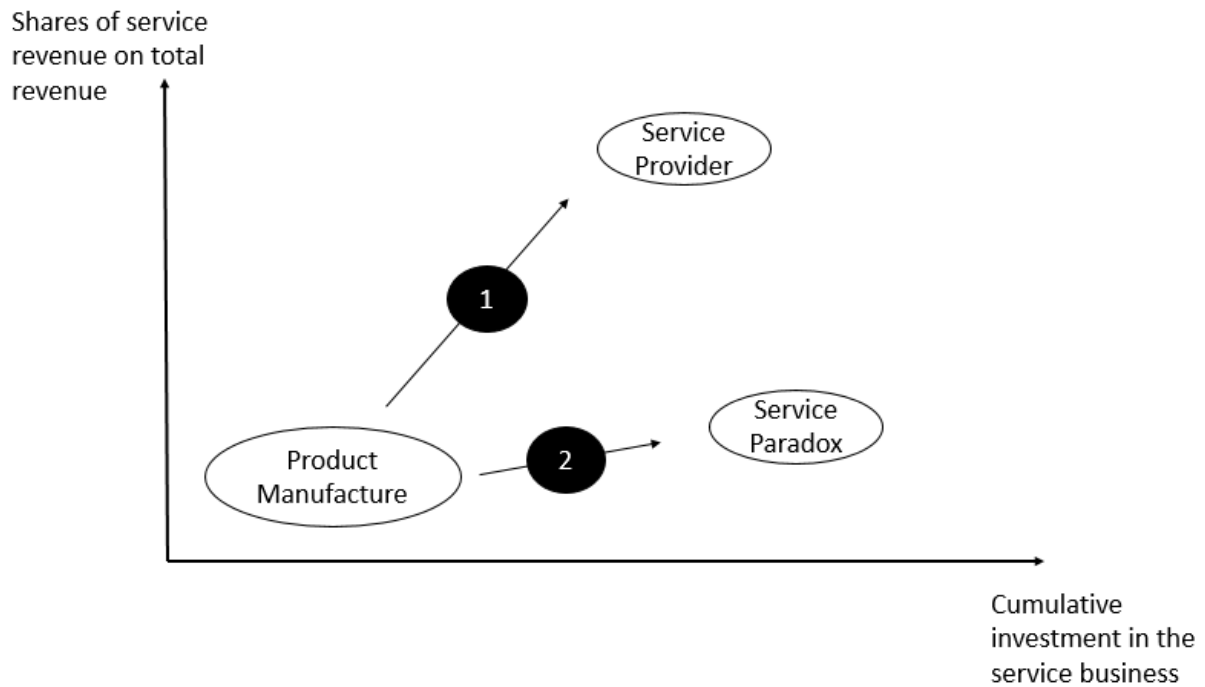 Shares of service
revenue on total
revenue
Service
Provider
1
Service
Paradox
2
Product
Manufacture
Cumulative
investment in the
service business